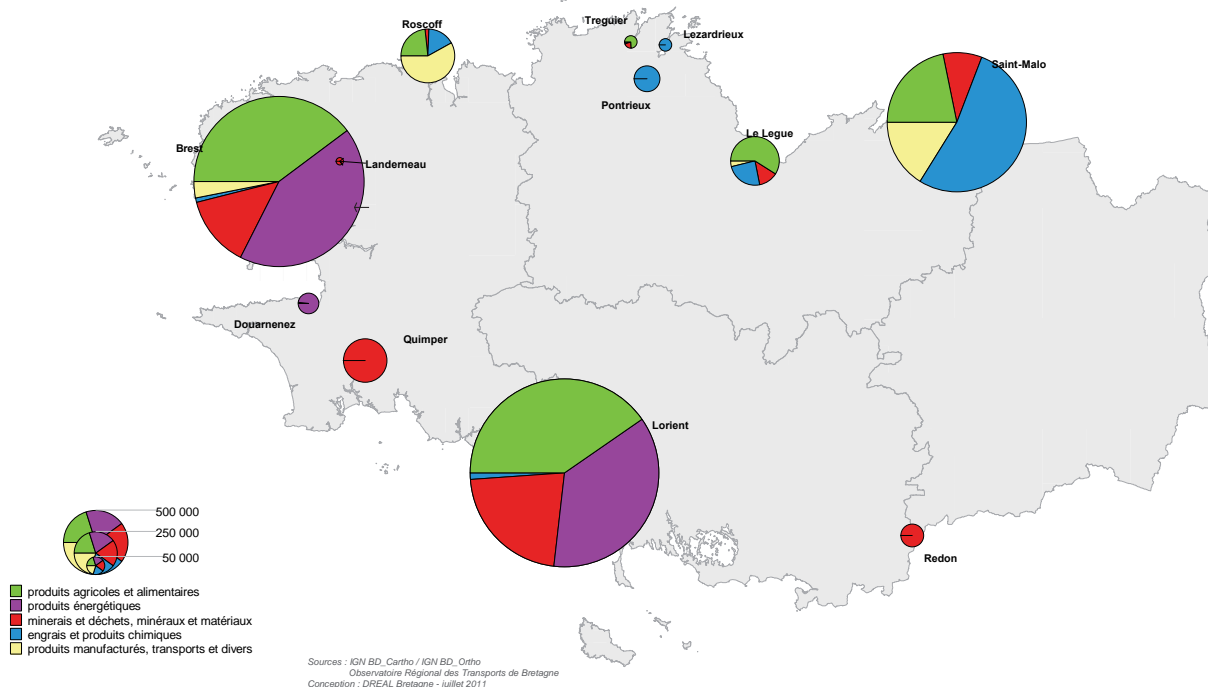 Roscoff
Treguier
Lezardrieux
Saint-Malo
Pontrieux
Le Legue
Brest
Landerneau
Douarnenez
Quimper
Lorient
Redon
500 000
250 000
50 000
produits agricoles et alimentaires
produits énergétiques
minerais et déchets, minéraux et matériaux
engrais et produits chimiques
produits manufacturés, transports et divers
Sources : IGN BD_Cartho / IGN BD_Ortho
Observatoire Régional des Transports de Bretagne
Conception : DREAL Bretagne - juillet 2011